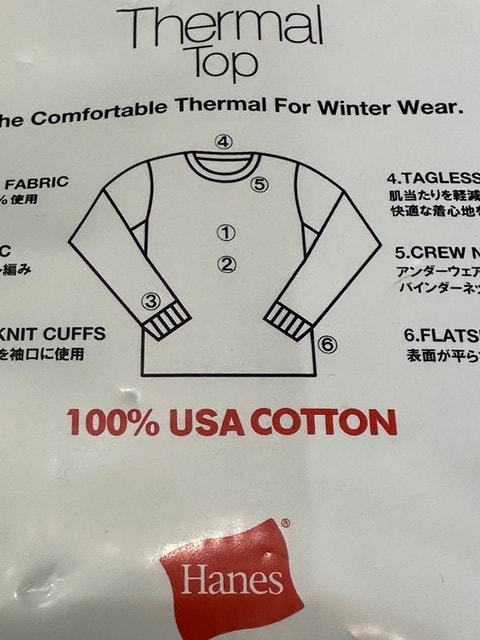 Thermal
Top
he Comfortable Thermal For Winter Wear.
④
⑤
①
②
③
⑥
FABRIC
% 使用
C
編み
KNIT CUFFS
を袖口に使用
4.TAGLESS
肌当たりを軽減
快適な着心地を
5.CREW N
アンダーウェア
バインダーネッ
6.FLATS
表面が平ら
100% USA COTTON
Hanes
®